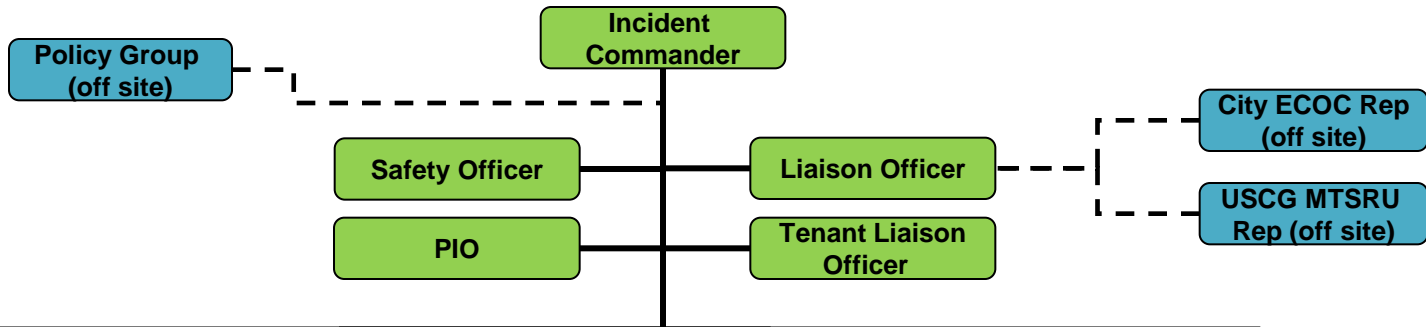 Incident
Commander
Policy Group
(off site)
City ECOC Rep
(off site)
Safety Officer
Liaison Officer
USCG MTSRU
Rep (off site)
PIO
Tenant Liaison
Officer